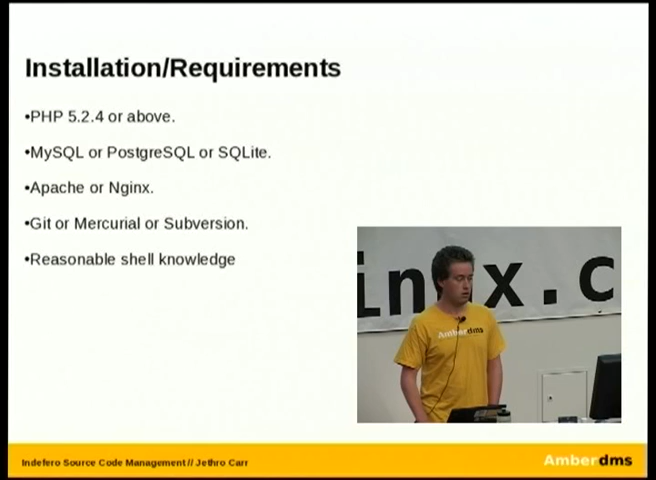 Installation/Requirements
•PHP 5.2.4 or above.
•MySQL or PostgreSQL or SQLite.
•Apache or Nginx.
•Git or Mercurial or Subversion.
•Reasonable shell knowledge
inux.c
Amberdms
Indefero Source Code Management // Jethro Carr
Amberdms